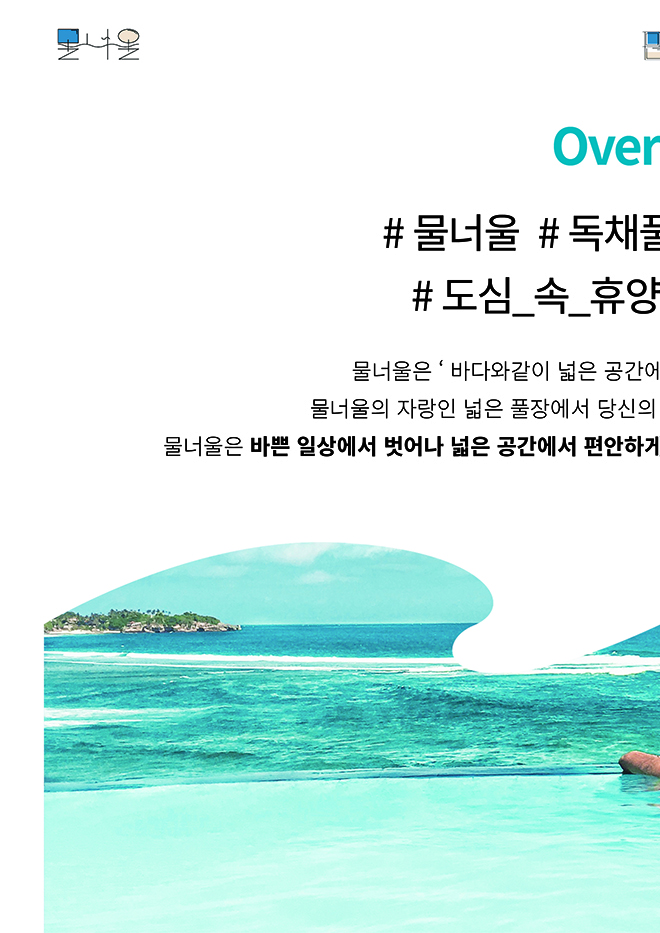 물너울
Over
# 물너울 # 독채풀
# 도심_속_휴양
물너울은 ‘ 바다와같이 넓은 공간에
물너울의 자랑인 넓은 풀장에서 당신의
물너울은 바쁜 일상에서 벗어나 넓은 공간에서 편안하게